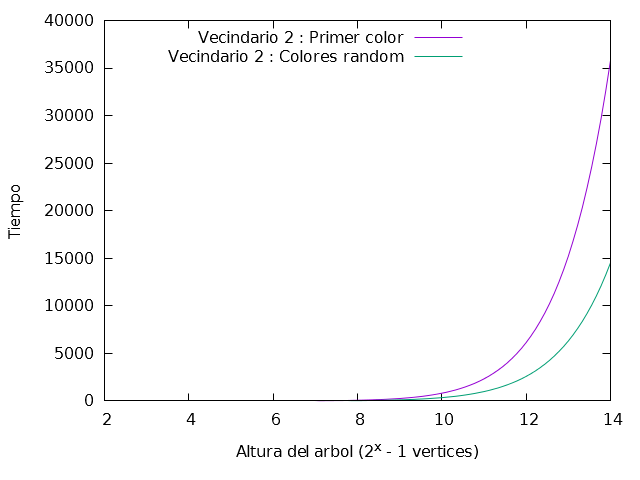 40000
35000
30000
25000
20000
15000
10000
5000
0
Vecindario 2 : Primer color
Vecindario 2 : Colores random
Tiempo
2 4 6 8 10 12 14
Altura del arbol (2^x - 1 vertices)